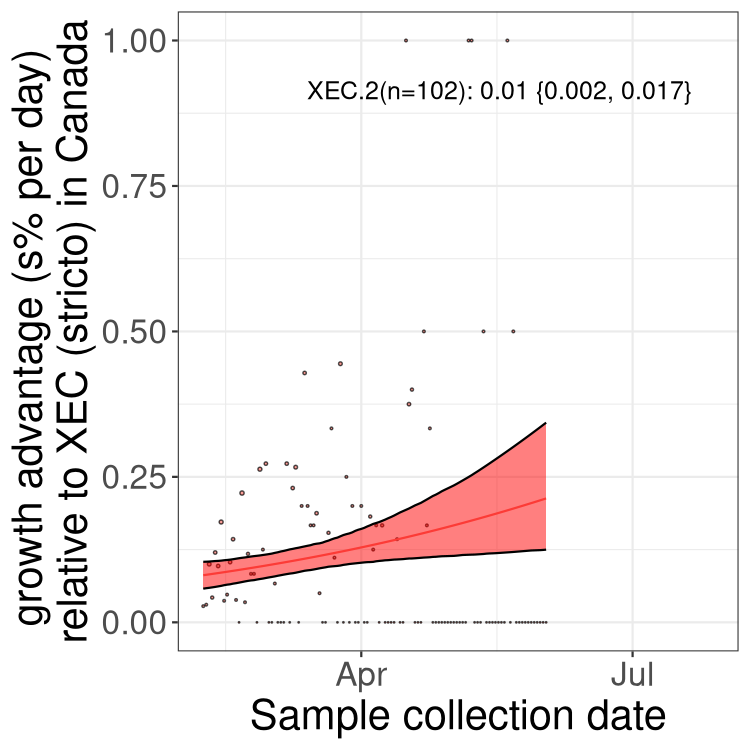 growth advantage (s% per day)
relative to XEC (stricto) in Canada
1.00
XEC.2(n=102): 0.01 {0.002, 0.017}
0.75
0.50
0.25
0.00
Apr
Jul
Sample collection date